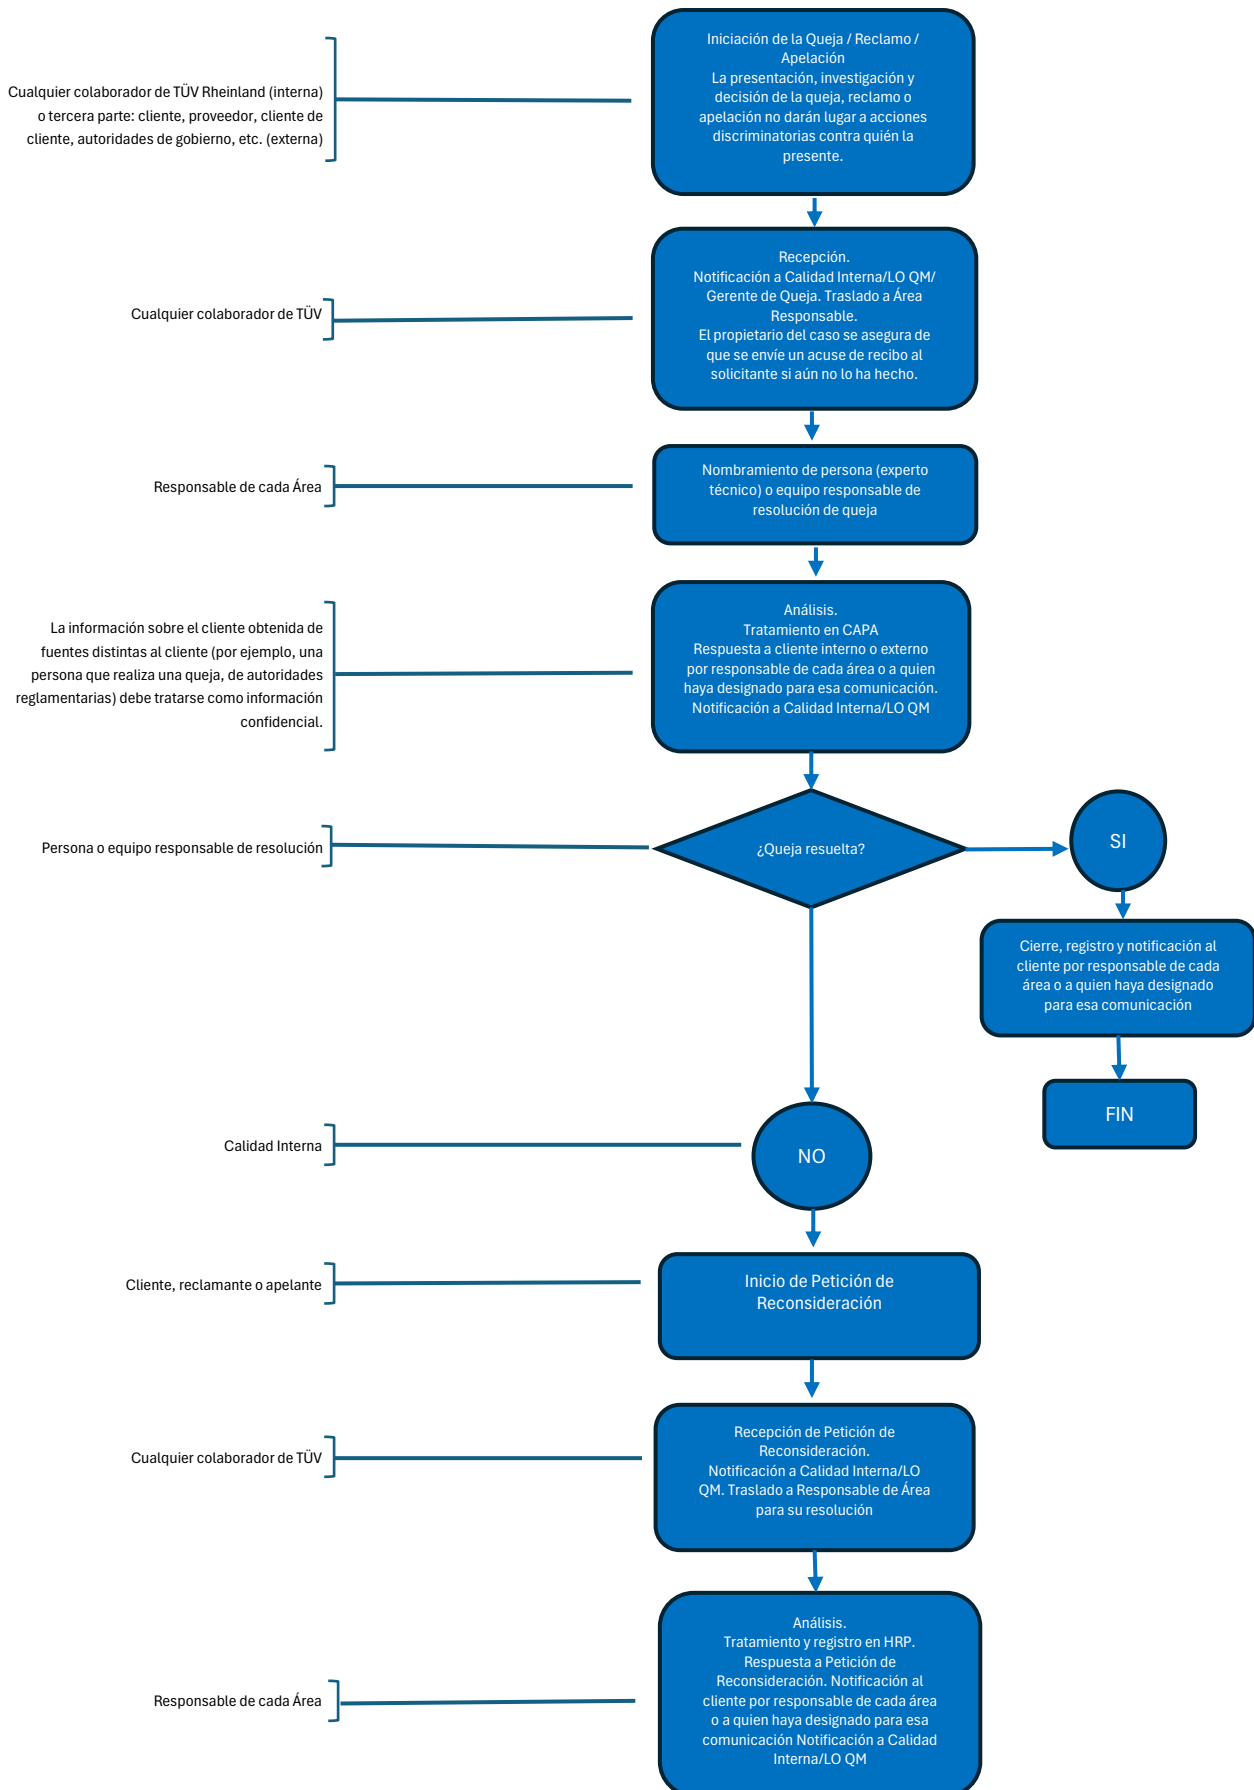 Iniciación de la Queja / Reclamo /
Apelación
La presentación, investigación y
decisión de la queja, reclamo o
apelación no darán lugar a acciones
discriminatorias contra quién la
presente.
Cualquier colaborador de TÜV Rheinland (interna)
o tercera parte: cliente, proveedor, cliente de
cliente, autoridades de gobierno, etc. (externa)
Recepción.
Notificación a Calidad Interna/LO QM/
Gerente de Queja. Traslado a Área
Responsable.
El propietario del caso se asegura de
que se envíe un acuse de recibo al
solicitante si aún no lo ha hecho.
Cualquier colaborador de TÜV
Nombramiento de persona (experto
técnico) o equipo responsable de
resolución de queja
Responsable de cada Área
Análisis.
Tratamiento en CAPA
Respuesta a cliente interno o externo
por responsable de cada área o a quien
haya designado para esa comunicación.
Notificación a Calidad Interna/LO QM
La información sobre el cliente obtenida de
fuentes distintas al cliente (por ejemplo, una
persona que realiza una queja, de autoridades
reglamentarias) debe tratarse como información
confidencial.
Persona o equipo responsable de resolución
¿Queja resuelta?
SI
Cierre, registro y notificación al
cliente por responsable de cada
área o a quien haya designado
para esa comunicación
FIN
Calidad Interna
NO
Cliente, reclamante o apelante
Inicio de Petición de
Reconsideración
Recepción de Petición de
Reconsideración.
Notificación a Calidad Interna/LO
QM. Traslado a Responsable de Área
para su resolución
Cualquier colaborador de TÜV
Análisis.
Tratamiento y registro en HRP.
Respuesta a Petición de
Reconsideración. Notificación al
cliente por responsable de cada área
o a quien haya designado para esa
comunicación Notificación a Calidad
Interna/LO QM
Responsable de cada Área